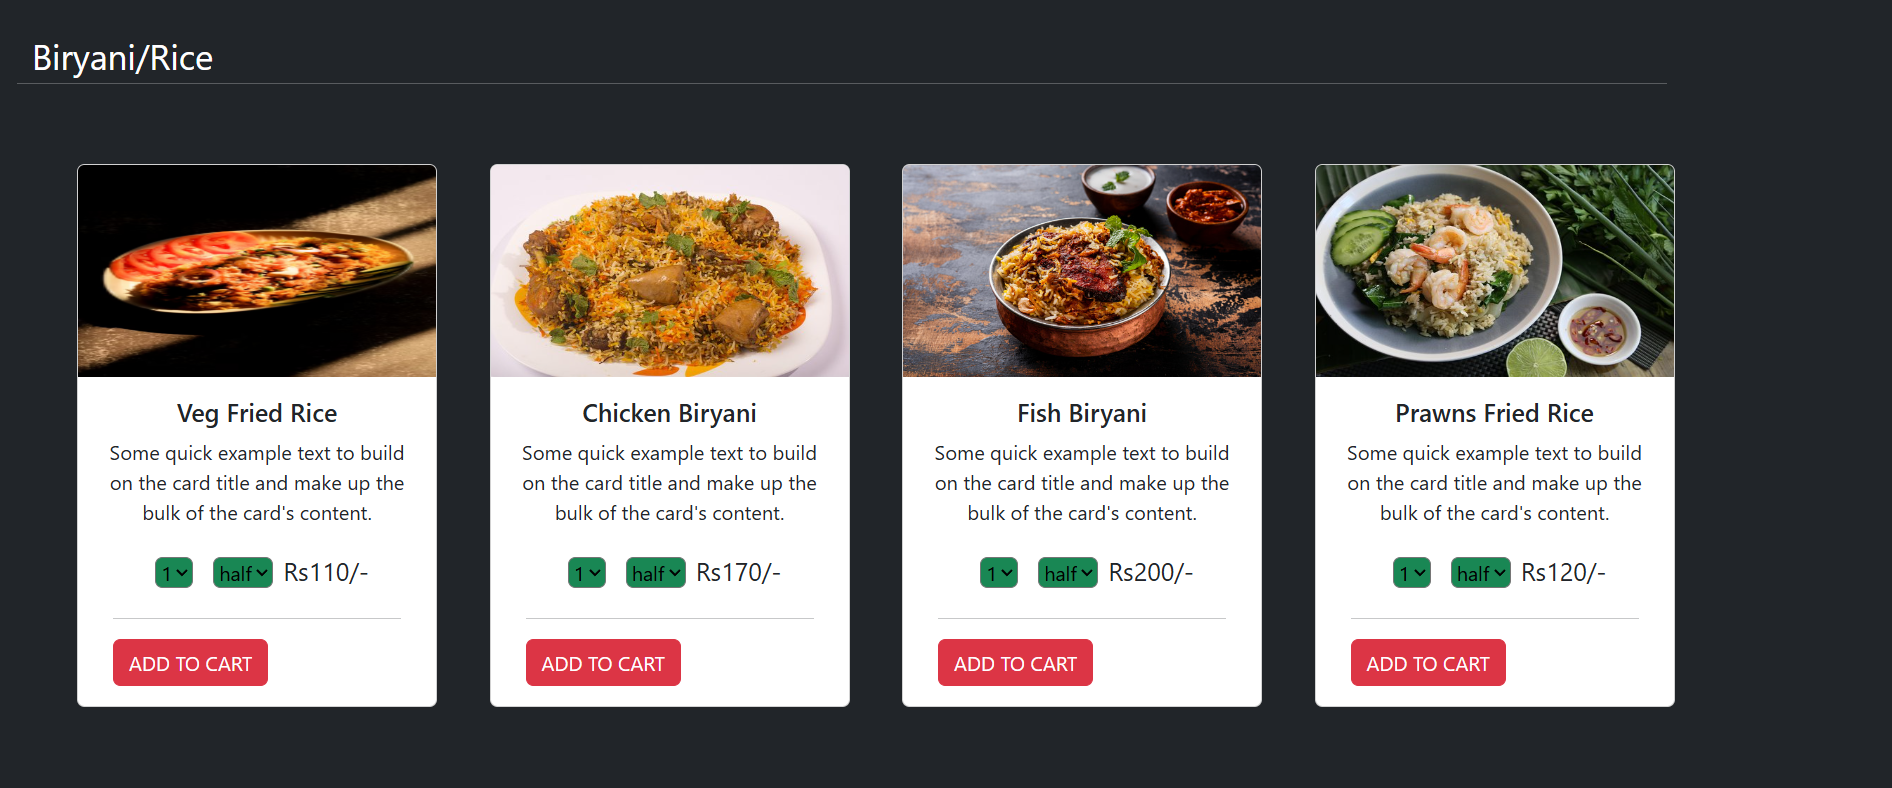 Biryani/Rice
Veg Fried Rice
Some quick example text to build
on the card title and make up the
bulk of the card's content.
1 half Rs110/-
ADD TO CART
Chicken Biryani
Some quick example text to build
on the card title and make up the
bulk of the card's content.
1 half Rs170/-
ADD TO CART
Fish Biryani
Some quick example text to build
on the card title and make up the
bulk of the card's content.
1 half Rs200/-
ADD TO CART
Prawns Fried Rice
Some quick example text to build
on the card title and make up the
bulk of the card's content.
1 half Rs120/-
ADD TO CART